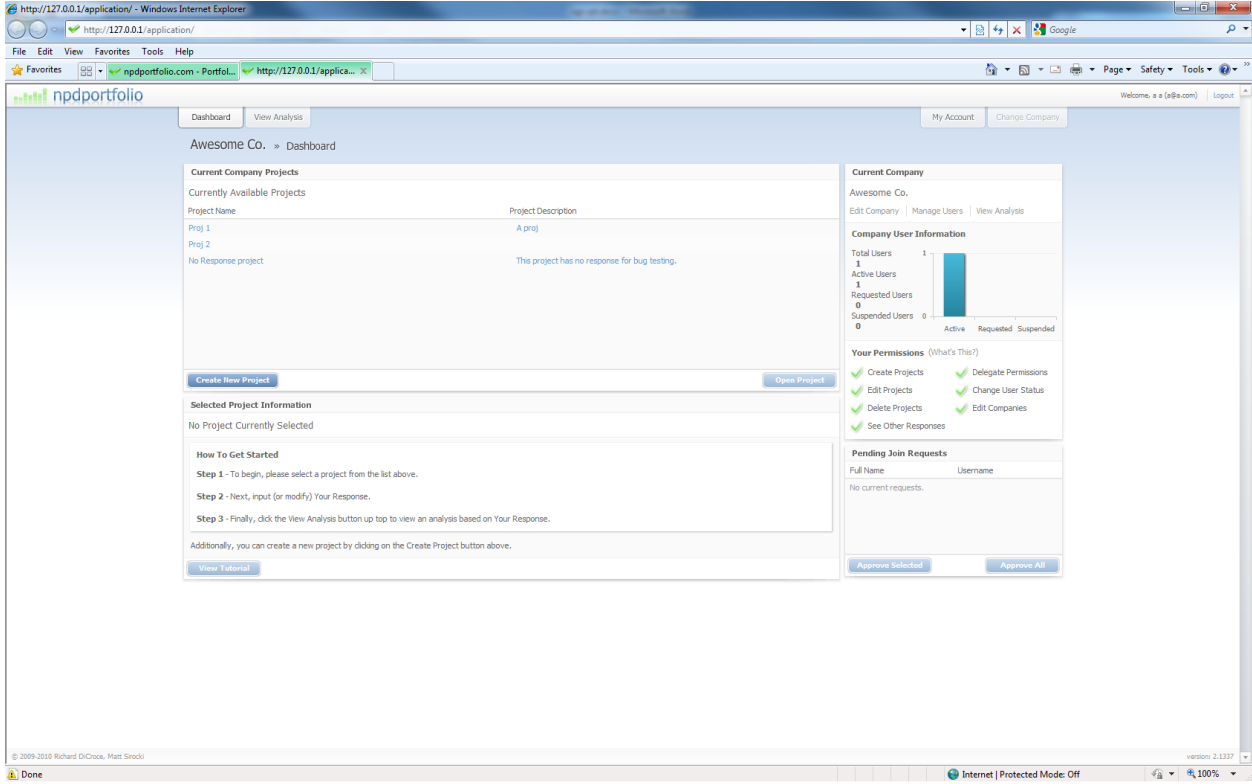 http://127.0.0.1/application/ - Windows Internet Explorer
http://127.0.0.1/application/
Google
File Edit View Favorites Tools Help
Favorites npdportfolio.com - Portfol... http://127.0.0.1/applica... x Page Safety Tools
npdportfolio
Welcome, a a (a@a.com) Logout
Dashboard View Analysis My Account Change Company
Awesome Co. » Dashboard
Current Company Projects
Currently Available Projects
Project Name Project Description
Proj 1 A proj
Proj 2
No Response project This project has no response for bug testing.
Create New Project Open Project
Selected Project Information
No Project Currently Selected
How To Get Started
Step 1 - To begin, please select a project from the list above.
Step 2 - Next, input (or modify) Your Response.
Step 3 - Finally, click the View Analysis button up top to view an analysis based on Your Response.
Additionally, you can create a new project by clicking on the Create Project button above.
View Tutorial
Current Company
Awesome Co.
Edit Company | Manage Users | View Analysis
Company User Information
Total Users
1
Active Users
1
Requested Users
0
Suspended Users
0
1
0
Active Requested Suspended
Your Permissions (What's This?)
Create Projects Delegate Permissions
Edit Projects Change User Status
Delete Projects Edit Companies
See Other Responses
Pending Join Requests
Full Name Username
No current requests.
Approve Selected Approve All
© 2009-2010 Richard DiCroce, Matt Sirocki
version: 2.1337
Done Internet | Protected Mode: Off 100%